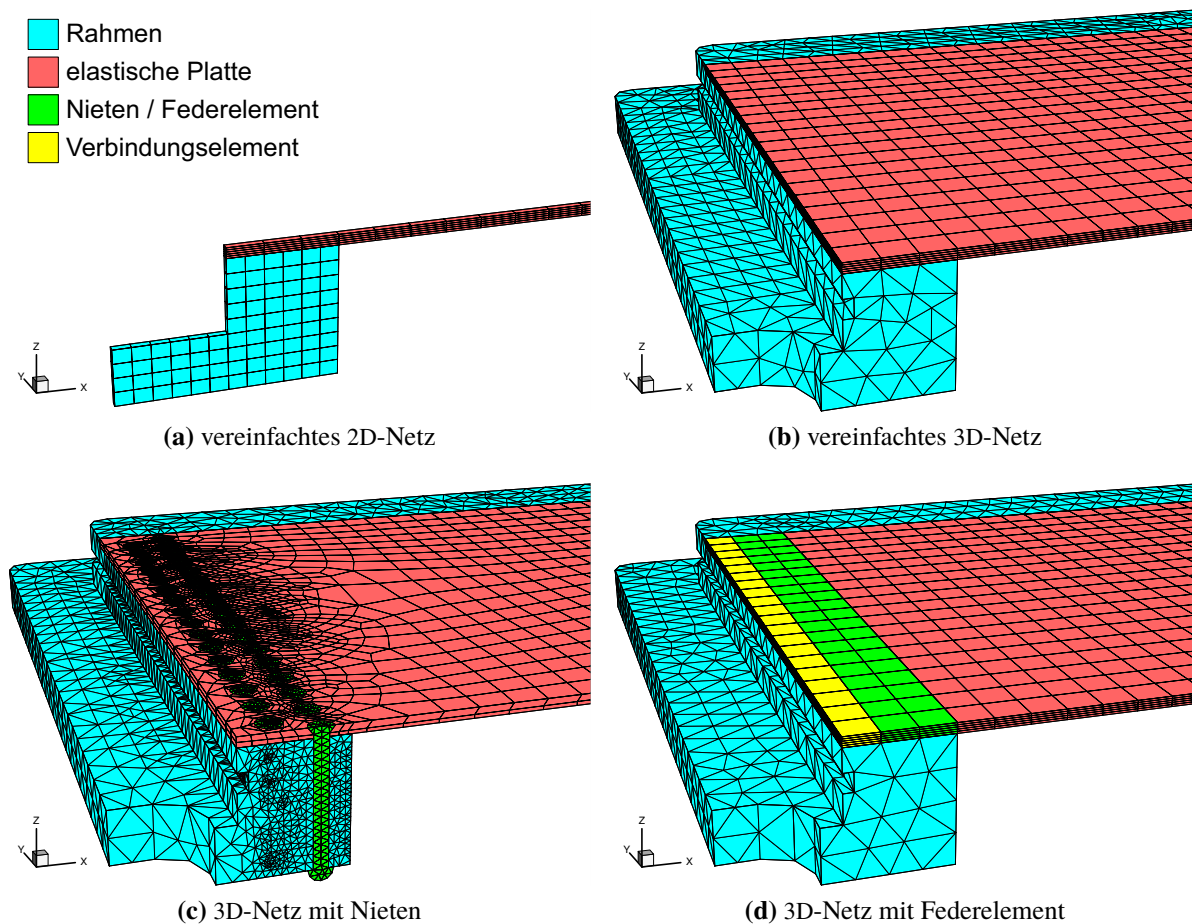 Rahmen
elastische Platte
Nieten / Federelement
Verbindungselement
Z
Y
X
(a) vereinfachtes 2D-Netz
Z
Y
X
(b) vereinfachtes 3D-Netz
Z
Y
X
(c) 3D-Netz mit Nieten
Z
Y
X
(d) 3D-Netz mit Federelement